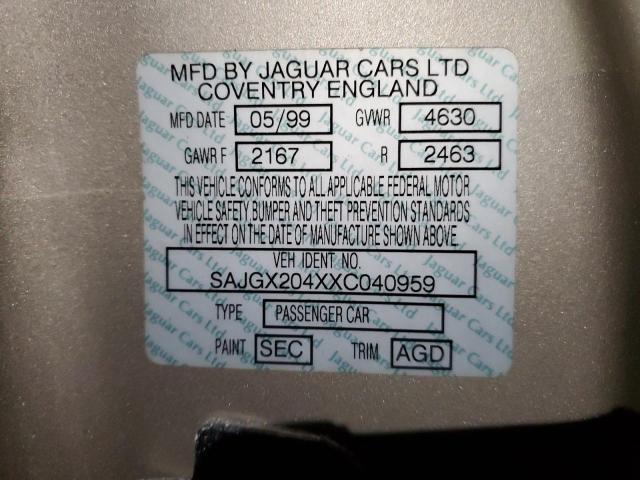 MFD BY JAGUAR CARS LTD
COVENTRY ENGLAND
MFD DATE 05/99 GVWR 4630
GAWR F 2167 R 2463
THIS VEHICLE CONFORMS TO ALL APPLICABLE FEDERAL MOTOR
VEHICLE SAFETY BUMPER AND THEFT PREVENTION STANDARDS
IN EFFECT ON THE DATE OF MANUFACTURE SHOWN ABOVE.
VEH IDENT NO.
SAJGX204XXC040959
TYPE PASSENGER CAR
PAINT SEC TRIM AGD